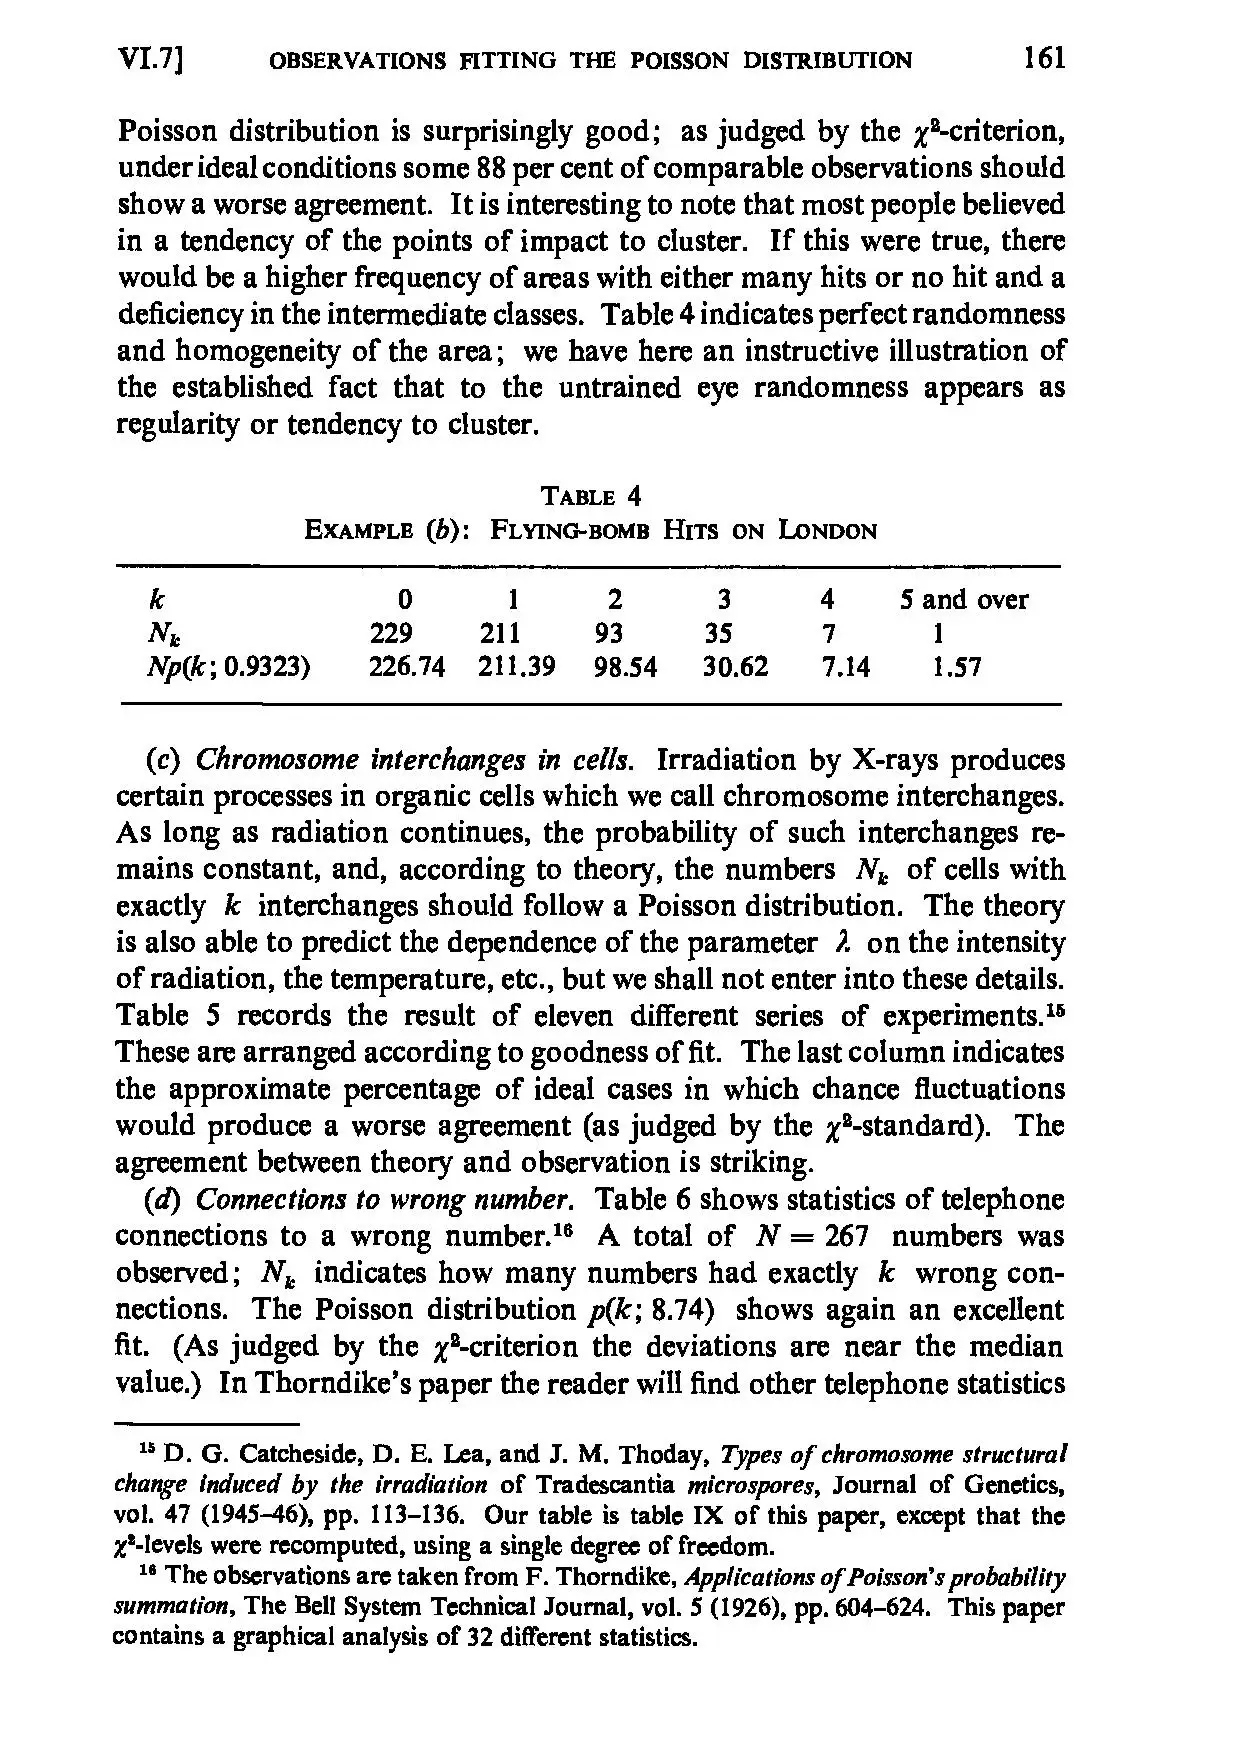 VI.7] OBSERVATIONS FITTING THE POISSON DISTRIBUTION 161
Poisson distribution is surprisingly good; as judged by the χ²-criterion,
under ideal conditions some 88 per cent of comparable observations should
show a worse agreement. It is interesting to note that most people believed
in a tendency of the points of impact to cluster. If this were true, there
would be a higher frequency of areas with either many hits or no hit and a
deficiency in the intermediate classes. Table 4 indicates perfect randomness
and homogeneity of the area; we have here an instructive illustration of
the established fact that to the untrained eye randomness appears as
regularity or tendency to cluster.
TABLE 4
EXAMPLE (b): FLYING-BOMB HITS ON LONDON
k 0 1 2 3 4 5 and over
Nₖ 229 211 93 35 7 1
Np(k; 0.9323) 226.74 211.39 98.54 30.62 7.14 1.57
(c) Chromosome interchanges in cells. Irradiation by X-rays produces
certain processes in organic cells which we call chromosome interchanges.
As long as radiation continues, the probability of such interchanges re-
mains constant, and, according to theory, the numbers Nₖ of cells with
exactly k interchanges should follow a Poisson distribution. The theory
is also able to predict the dependence of the parameter λ on the intensity
of radiation, the temperature, etc., but we shall not enter into these details.
Table 5 records the result of eleven different series of experiments.¹⁵
These are arranged according to goodness of fit. The last column indicates
the approximate percentage of ideal cases in which chance fluctuations
would produce a worse agreement (as judged by the χ²-standard). The
agreement between theory and observation is striking.
(d) Connections to wrong number. Table 6 shows statistics of telephone
connections to a wrong number.¹⁶ A total of N = 267 numbers was
observed; Nₖ indicates how many numbers had exactly k wrong con-
nections. The Poisson distribution p(k; 8.74) shows again an excellent
fit. (As judged by the χ²-criterion the deviations are near the median
value.) In Thorndike's paper the reader will find other telephone statistics
¹⁵ D. G. Catcheside, D. E. Lea, and J. M. Thoday, Types of chromosome structural
change induced by the irradiation of Tradescantia microspores, Journal of Genetics,
vol. 47 (1945–46), pp. 113–136. Our table is table IX of this paper, except that the
χ²-levels were recomputed, using a single degree of freedom.
¹⁶ The observations are taken from F. Thorndike, Applications of Poisson's probability
summation, The Bell System Technical Journal, vol. 5 (1926), pp. 604–624. This paper
contains a graphical analysis of 32 different statistics.